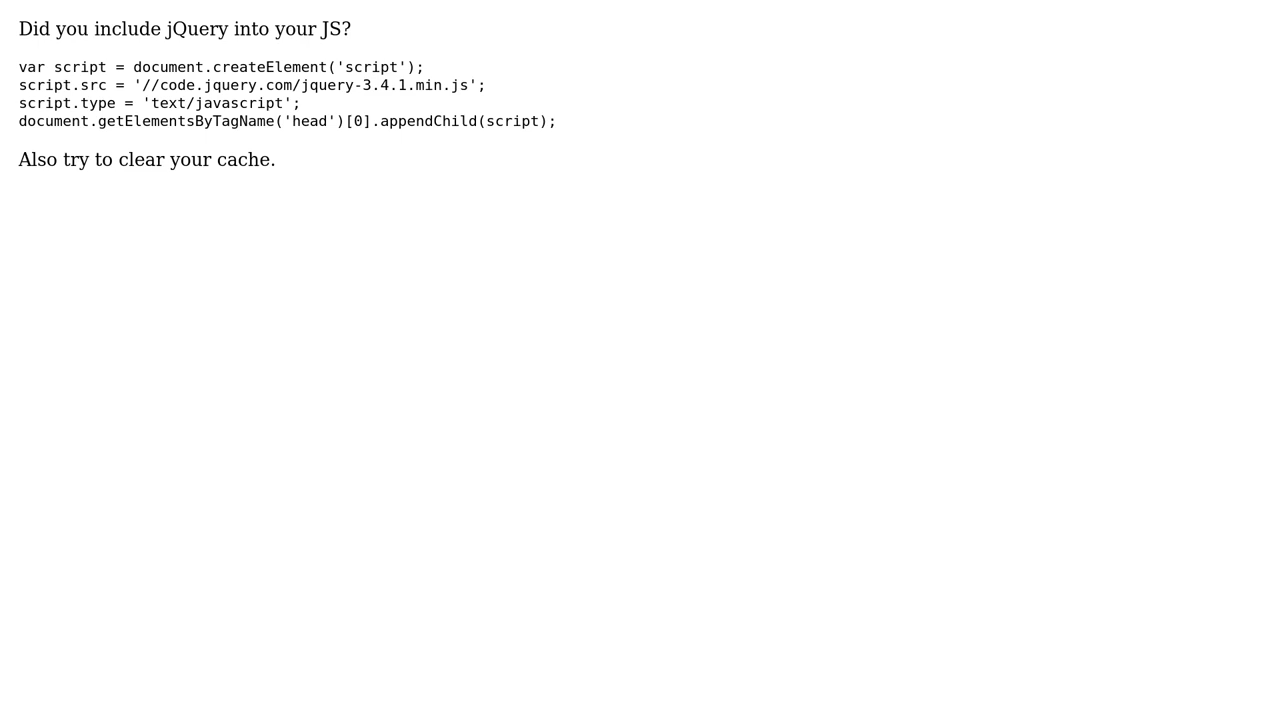 Did you include jQuery into your JS?
var script = document.createElement('script');
script.src = '//code.jquery.com/jquery-3.4.1.min.js';
script.type = 'text/javascript';
document.getElementsByTagName('head')[0].appendChild(script);
Also try to clear your cache.